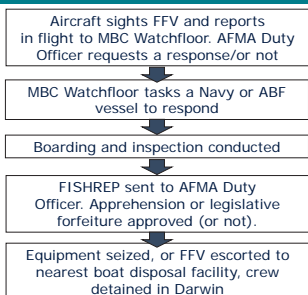 Aircraft sights FFV and reports
in flight to MBC Watchfloor. AFMA Duty
Officer requests a response/or not
MBC Watchfloor tasks a Navy or ABF
vessel to respond
Boarding and inspection conducted
FISHREP sent to AFMA Duty
Officer. Apprehension or legislative
forfeiture approved (or not).
Equipment seized, or FFV escorted to
nearest boat disposal facility, crew
detained in Darwin